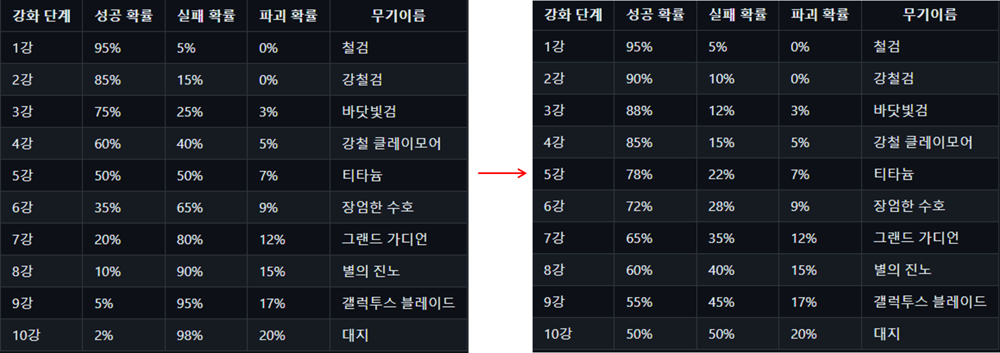 강화 단계 성공 확률 실패 확률 파괴 확률 무기이름
1강 95% 5% 0% 철검
2강 85% 15% 0% 강철검
3강 75% 25% 3% 바닷빛검
4강 60% 40% 5% 강철 클레이모어
5강 50% 50% 7% 티타늄
6강 35% 65% 9% 장엄한 수호
7강 20% 80% 12% 그랜드 가디언
8강 10% 90% 15% 별의 진노
9강 5% 95% 17% 갤럭투스 블레이드
10강 2% 98% 20% 대지
강화 단계 성공 확률 실패 확률 파괴 확률 무기이름
1강 95% 5% 0% 철검
2강 90% 10% 0% 강철검
3강 88% 12% 3% 바닷빛검
4강 85% 15% 5% 강철 클레이모어
5강 78% 22% 7% 티타늄
6강 72% 28% 9% 장엄한 수호
7강 65% 35% 12% 그랜드 가디언
8강 60% 40% 15% 별의 진노
9강 55% 45% 17% 갤럭투스 블레이드
10강 50% 50% 20% 대지